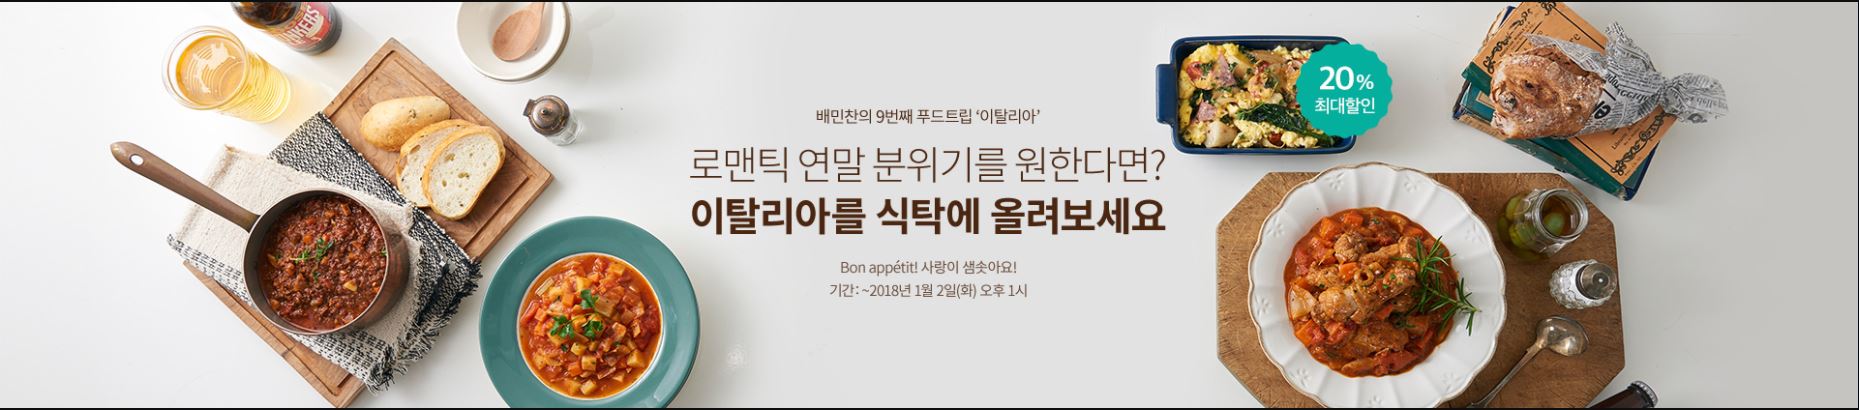 배민찬의 9번째 푸드트립 ‘이탈리아’
로맨틱 연말 분위기를 원한다면?
이탈리아를 식탁에 올려보세요
Bon appétit! 사랑이 샘솟아요!
기간: ~2018년 1월 2일(화) 오후 1시
20%
최대할인